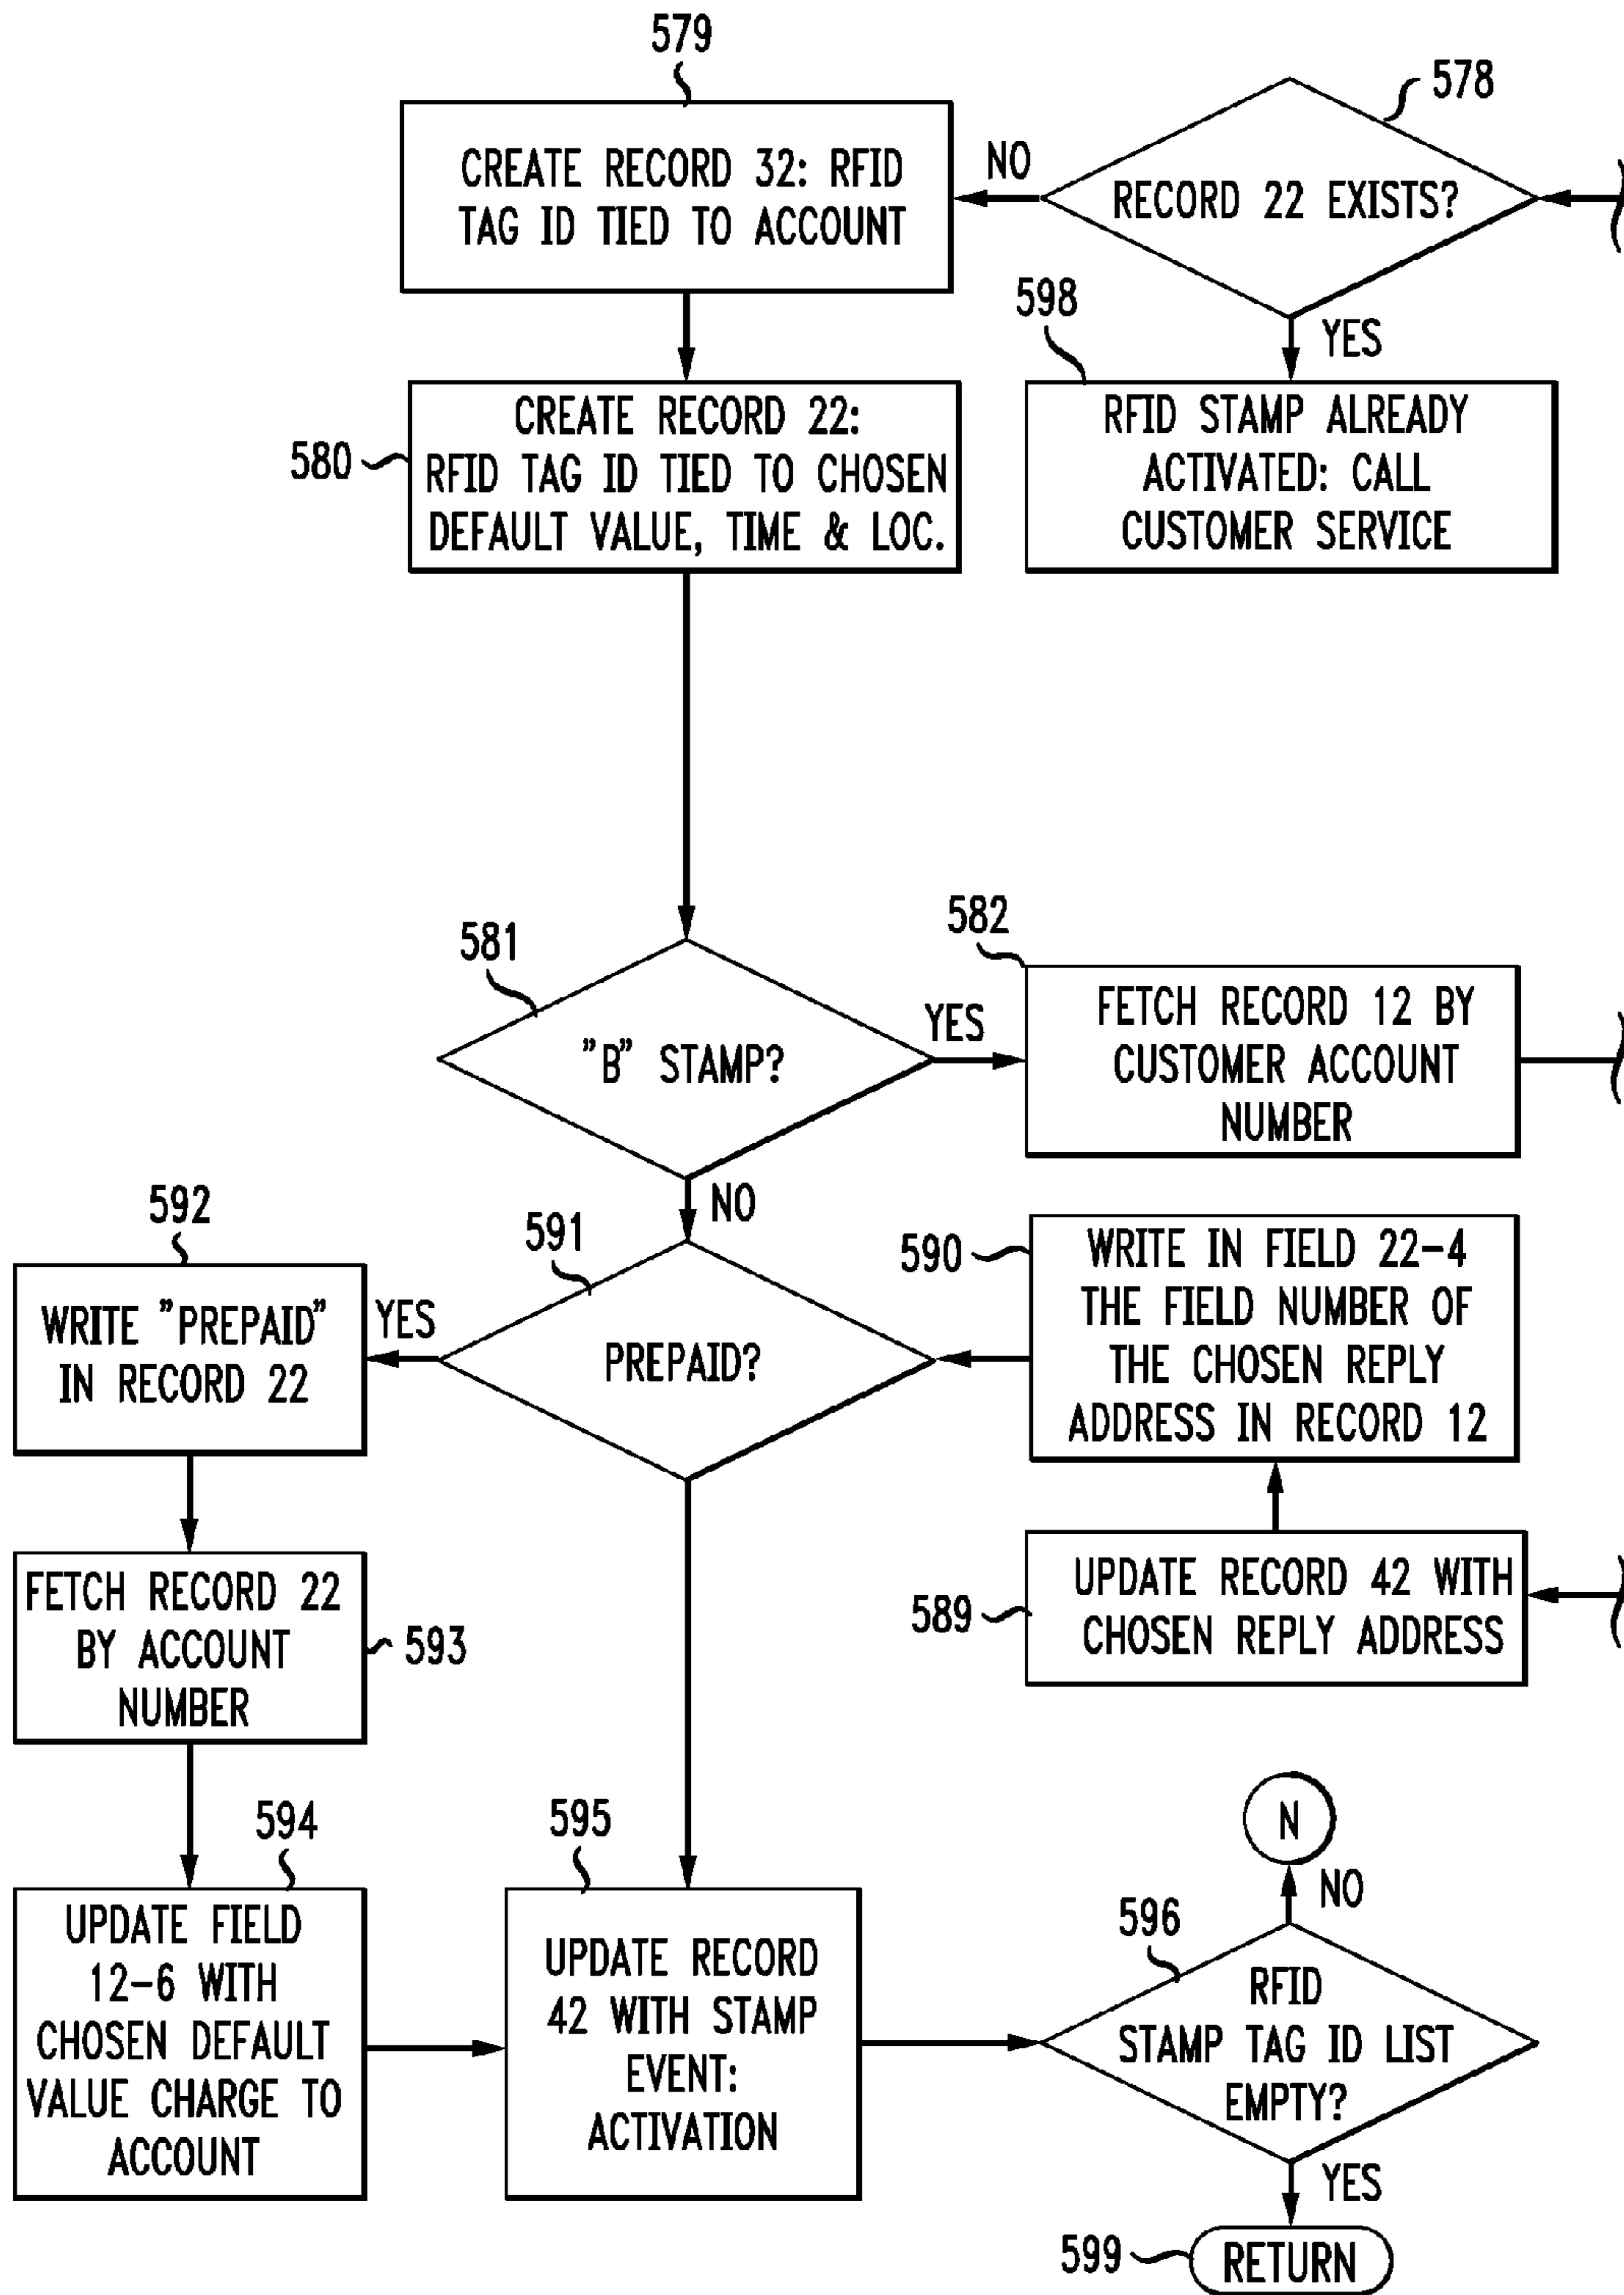 579
CREATE RECORD 32: RFID
TAG ID TIED TO ACCOUNT
NO
578
RECORD 22 EXISTS?
598
YES
RFID STAMP ALREADY
ACTIVATED: CALL
CUSTOMER SERVICE
580
CREATE RECORD 22:
RFID TAG ID TIED TO CHOSEN
DEFAULT VALUE, TIME & LOC.
581
"B" STAMP?
YES
582
FETCH RECORD 12 BY
CUSTOMER ACCOUNT
NUMBER
NO
592
WRITE "PREPAID"
IN RECORD 22
YES
591
PREPAID?
590
WRITE IN FIELD 22-4
THE FIELD NUMBER OF
THE CHOSEN REPLY
ADDRESS IN RECORD 12
589
UPDATE RECORD 42 WITH
CHOSEN REPLY ADDRESS
FETCH RECORD 22
BY ACCOUNT
NUMBER
593
594
UPDATE FIELD
12-6 WITH
CHOSEN DEFAULT
VALUE CHARGE TO
ACCOUNT
595
UPDATE RECORD
42 WITH STAMP
EVENT:
ACTIVATION
N
NO
596
RFID
STAMP TAG ID LIST
EMPTY?
YES
599
RETURN